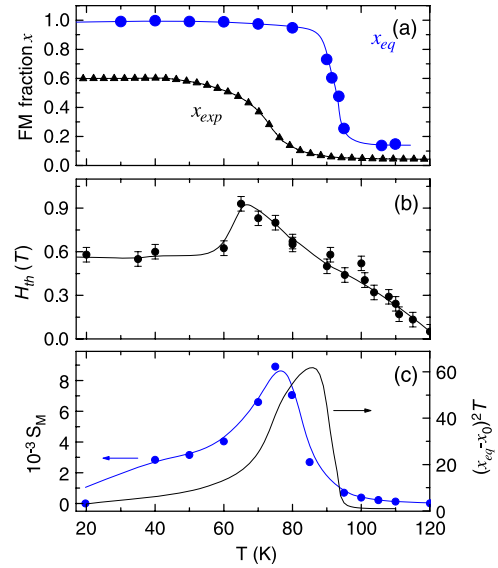 (a)
x_eq
x_exp
FM fraction x
1.0
0.8
0.6
0.4
0.2
0.0
(b)
H_th (T)
0.9
0.6
0.3
0.0
(c)
10^-3 S_M
8
6
4
2
0
60
40
20
0
(x_eq-x_0)^2 T
20 40 60 80 100 120
T (K)